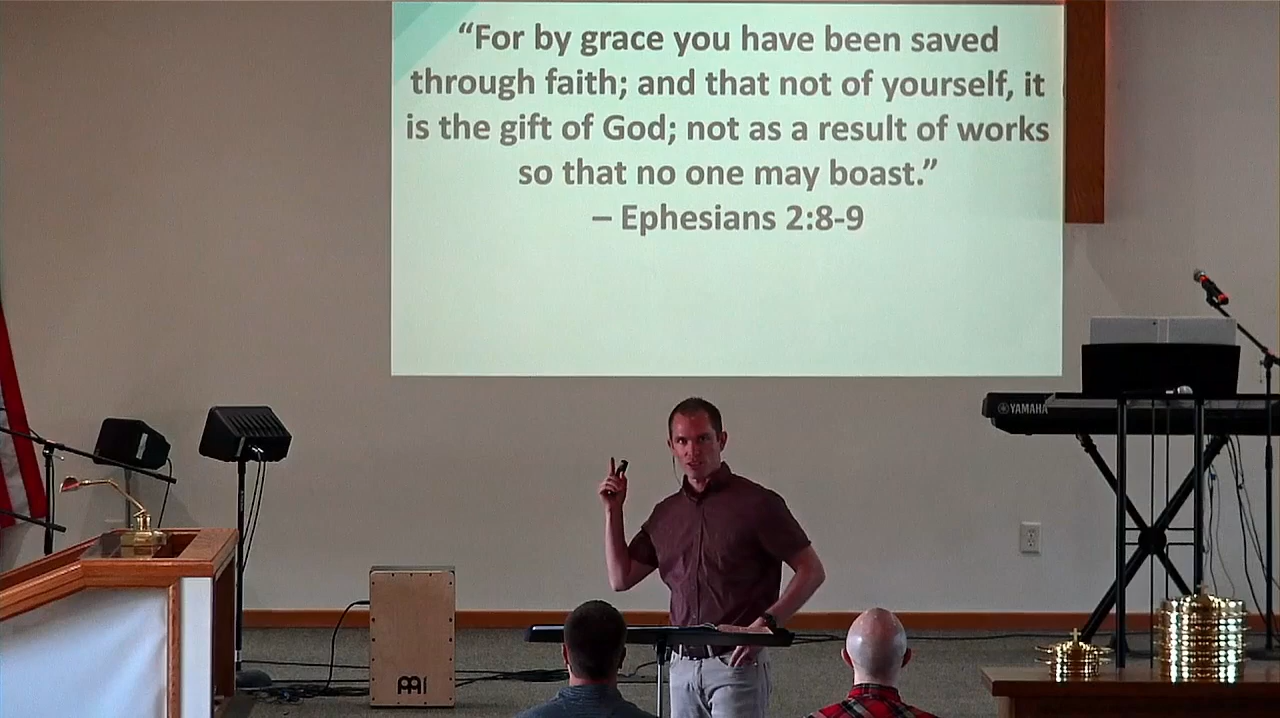 “For by grace you have been saved
through faith; and that not of yourself, it
is the gift of God; not as a result of works
so that no one may boast.”
– Ephesians 2:8-9
YAMAHA